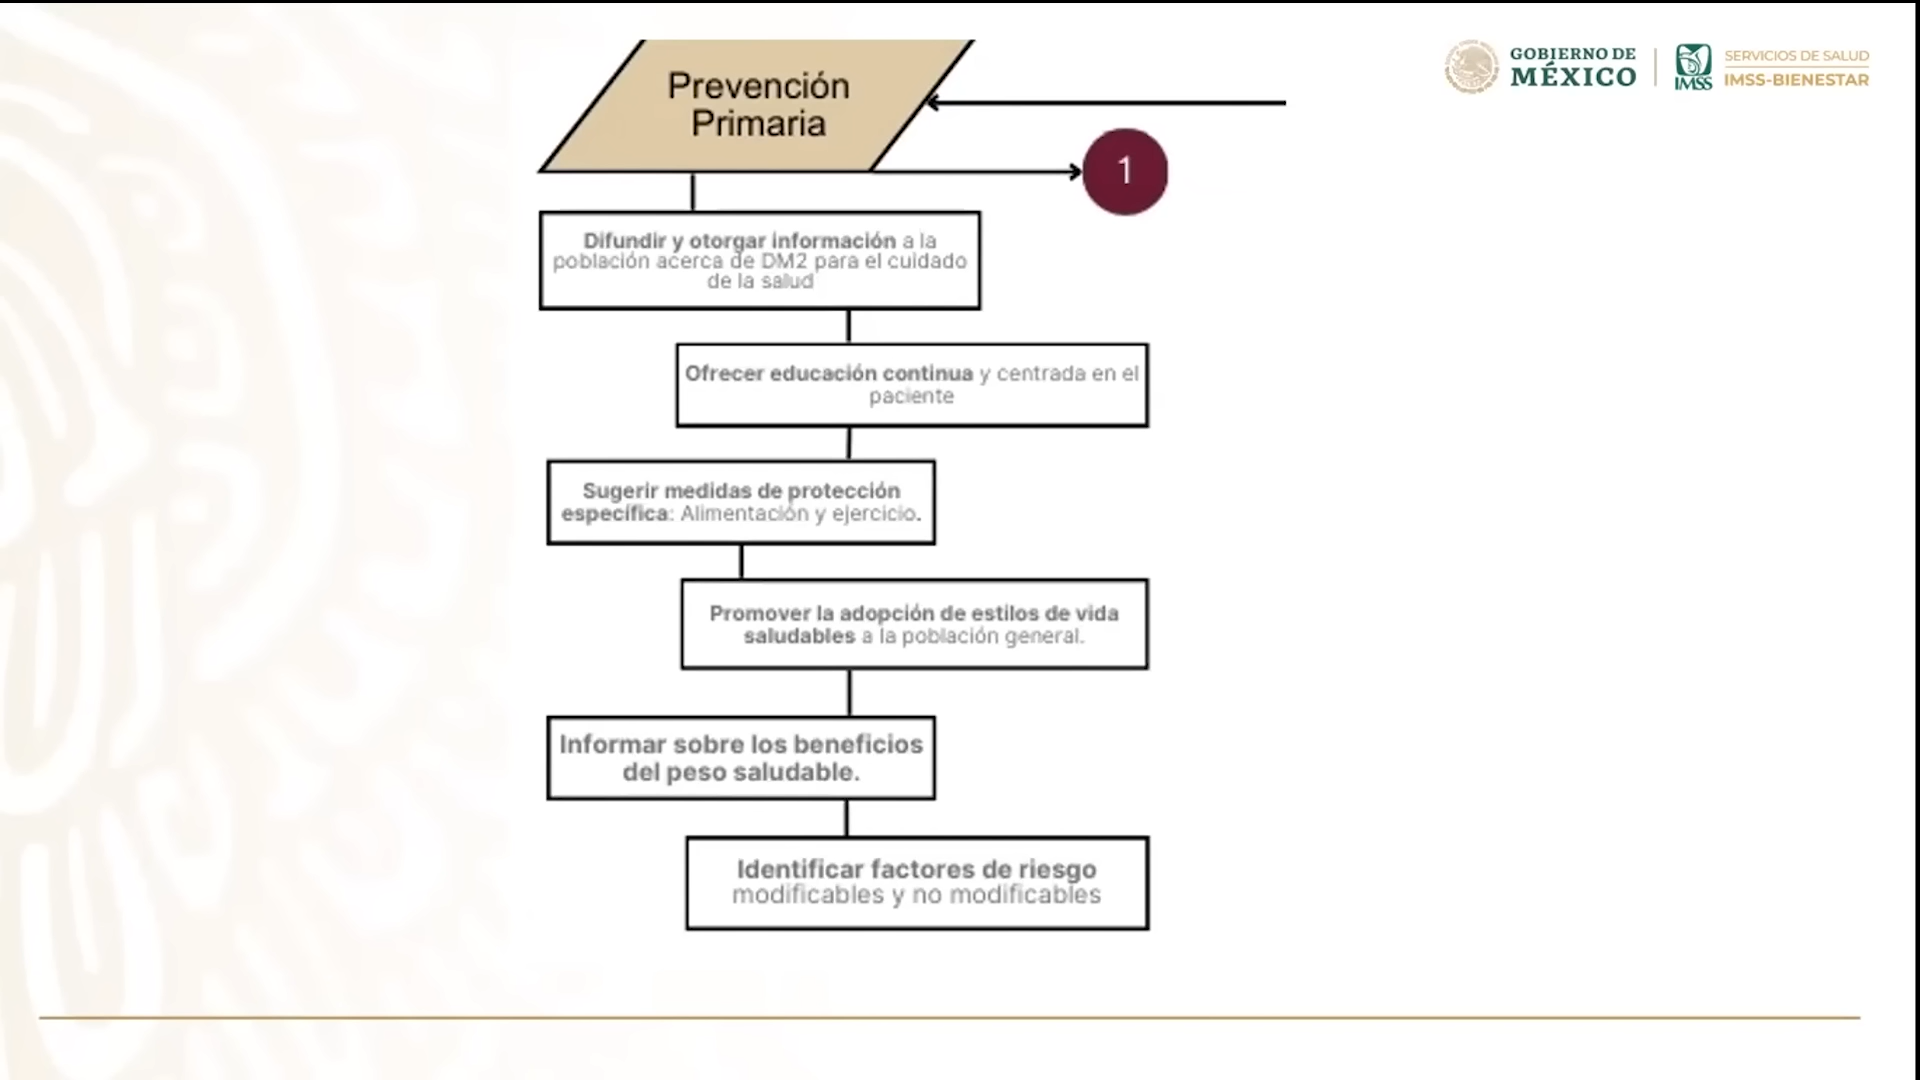 GOBIERNO DE
MÉXICO
IMSS
SERVICIOS DE SALUD
IMSS-BIENESTAR
Prevención
Primaria
1
Difundir y otorgar información a la
población acerca de DM2 para el cuidado
de la salud
Ofrecer educación continua y centrada en el
paciente
Sugerir medidas de protección
específica: Alimentación y ejercicio.
Promover la adopción de estilos de vida
saludables a la población general.
Informar sobre los beneficios
del peso saludable.
Identificar factores de riesgo
modificables y no modificables